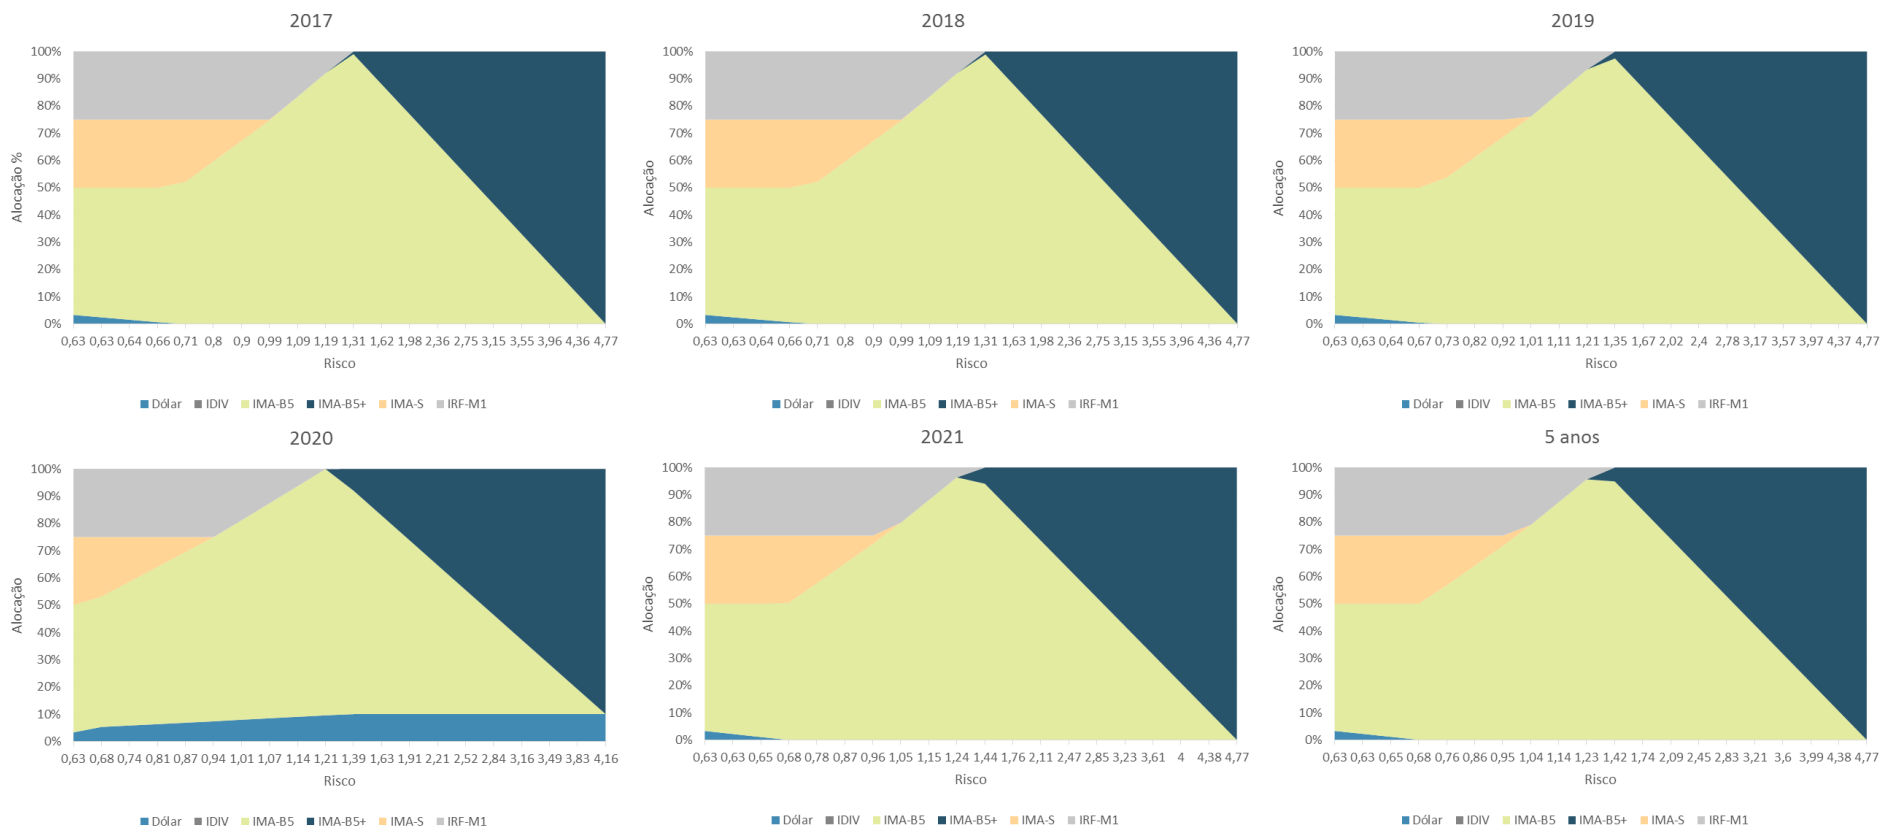 2017
100%
90%
80%
70%
60%
50%
40%
30%
20%
10%
0%
Alocação %
0,63 0,63 0,64 0,66 0,71 0,8 0,9 0,99 1,09 1,19 1,31 1,62 1,98 2,36 2,75 3,15 3,55 3,96 4,36 4,77
Risco
Dólar IDIV IMA-B5 IMA-B5+ IMA-S IRF-M1
2018
100%
90%
80%
70%
60%
50%
40%
30%
20%
10%
0%
Alocação
0,63 0,63 0,63 0,66 0,71 0,8 0,9 0,99 1,09 1,19 1,31 1,63 1,98 2,36 2,75 3,15 3,55 3,96 4,36 4,77
Risco
Dólar IDIV IMA-B5 IMA-B5+ IMA-S IRF-M1
2019
100%
90%
80%
70%
60%
50%
40%
30%
20%
10%
0%
Alocação
0,63 0,63 0,64 0,67 0,73 0,82 0,92 1,01 1,11 1,21 1,35 1,67 2,02 2,4 2,78 3,17 3,57 3,97 4,37 4,77
Risco
Dólar IDIV IMA-B5 IMA-B5+ IMA-S IRF-M1
2020
100%
90%
80%
70%
60%
50%
40%
30%
20%
10%
0%
Alocação
0,63 0,68 0,74 0,81 0,87 0,94 1,01 1,07 1,14 1,21 1,39 1,63 1,91 2,21 2,52 2,84 3,16 3,49 3,83 4,16
Risco
Dólar IDIV IMA-B5 IMA-B5+ IMA-S IRF-M1
2021
100%
90%
80%
70%
60%
50%
40%
30%
20%
10%
0%
Alocação
0,63 0,63 0,65 0,68 0,78 0,87 0,96 1,05 1,15 1,24 1,44 1,76 2,11 2,47 2,85 3,23 3,61 4 4,38 4,77
Risco
Dólar IDIV IMA-B5 IMA-B5+ IMA-S IRF-M1
5 anos
100%
90%
80%
70%
60%
50%
40%
30%
20%
10%
0%
Alocação
0,63 0,63 0,65 0,68 0,76 0,86 0,95 1,04 1,14 1,23 1,42 1,74 2,09 2,45 2,83 3,21 3,6 3,99 4,38 4,77
Risco
Dólar IDIV IMA-B5 IMA-B5+ IMA-S IRF-M1